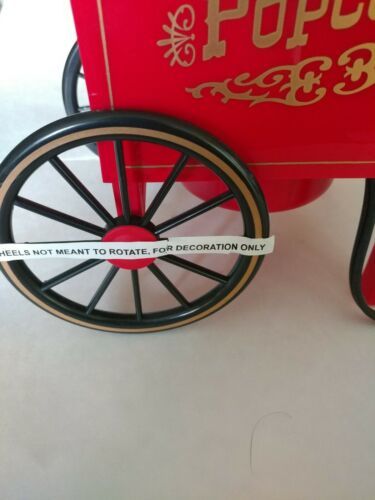 POPC
HEELS NOT MEANT TO ROTATE, FOR DECORATION ONLY